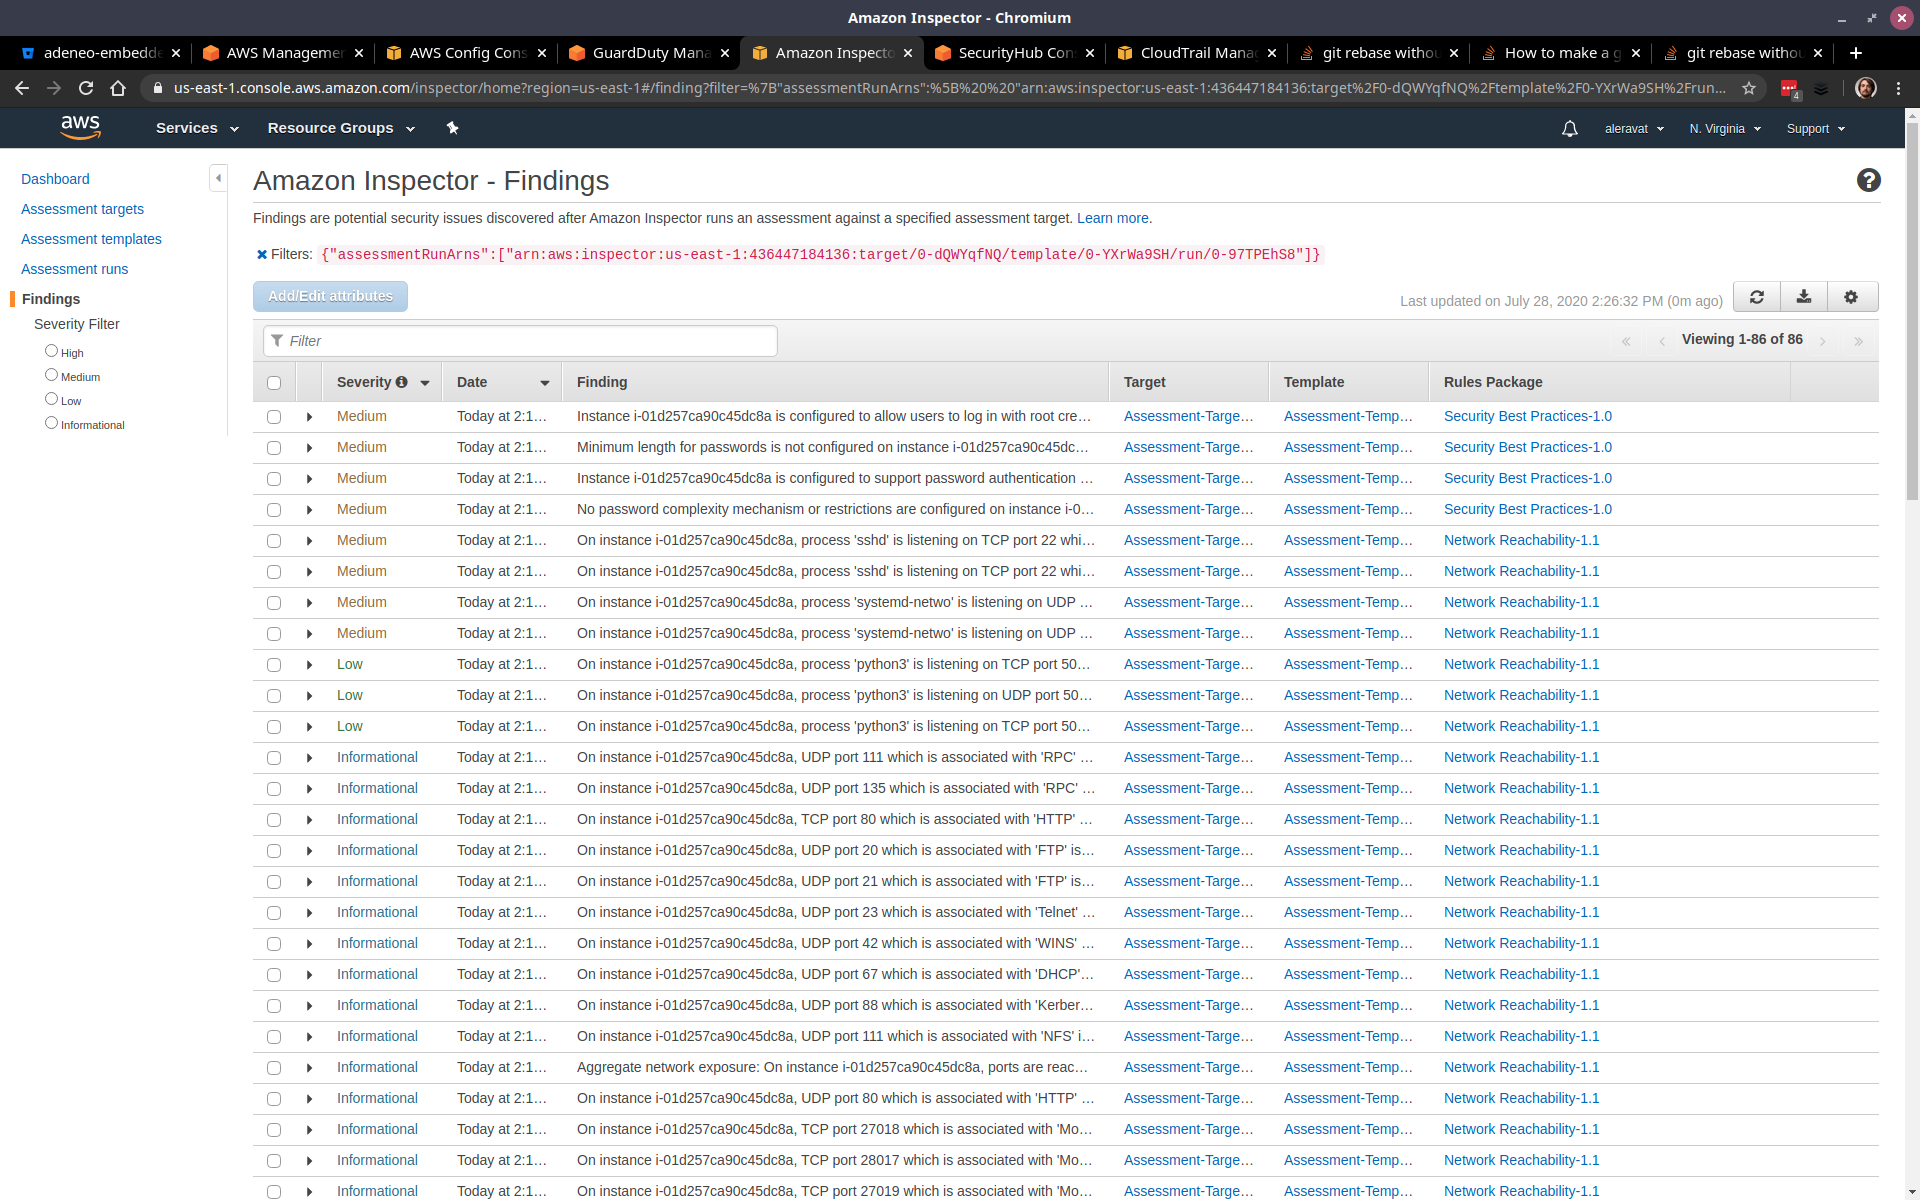 Amazon Inspector - Chromium
adeneo-embedde AWS Managemen AWS Config Cons GuardDuty Mana Amazon Inspecto SecurityHub Con CloudTrail Manag git rebase withou How to make a g git rebase withou
us-east-1.console.aws.amazon.com/inspector/home?region=us-east-1#/finding?filter=%7B"assessmentRunArns":%5B%20%20"arn:aws:inspector:us-east-1:436447184136:target%2F0-dQWYqfNQ%2Ftemplate%2F0-YXrWa9SH%2Frun... 4
aws Services Resource Groups aleravat N. Virginia Support
Dashboard
Assessment targets
Assessment templates
Assessment runs
Findings
Severity Filter
High
Medium
Low
Informational
Amazon Inspector - Findings
Findings are potential security issues discovered after Amazon Inspector runs an assessment against a specified assessment target. Learn more.
Filters: {"assessmentRunArns":["arn:aws:inspector:us-east-1:436447184136:target/0-dQWYqfNQ/template/0-YXrWa9SH/run/0-97TPEhS8"]}
Add/Edit attributes Last updated on July 28, 2020 2:26:32 PM (0m ago)
Filter « ‹ Viewing 1-86 of 86 › »
Severity Date Finding Target Template Rules Package
Medium Today at 2:1... Instance i-01d257ca90c45dc8a is configured to allow users to log in with root cre... Assessment-Targe... Assessment-Temp... Security Best Practices-1.0
Medium Today at 2:1... Minimum length for passwords is not configured on instance i-01d257ca90c45dc... Assessment-Targe... Assessment-Temp... Security Best Practices-1.0
Medium Today at 2:1... Instance i-01d257ca90c45dc8a is configured to support password authentication ... Assessment-Targe... Assessment-Temp... Security Best Practices-1.0
Medium Today at 2:1... No password complexity mechanism or restrictions are configured on instance i-0... Assessment-Targe... Assessment-Temp... Security Best Practices-1.0
Medium Today at 2:1... On instance i-01d257ca90c45dc8a, process 'sshd' is listening on TCP port 22 whi... Assessment-Targe... Assessment-Temp... Network Reachability-1.1
Medium Today at 2:1... On instance i-01d257ca90c45dc8a, process 'sshd' is listening on TCP port 22 whi... Assessment-Targe... Assessment-Temp... Network Reachability-1.1
Medium Today at 2:1... On instance i-01d257ca90c45dc8a, process 'systemd-netwo' is listening on UDP ... Assessment-Targe... Assessment-Temp... Network Reachability-1.1
Medium Today at 2:1... On instance i-01d257ca90c45dc8a, process 'systemd-netwo' is listening on UDP ... Assessment-Targe... Assessment-Temp... Network Reachability-1.1
Low Today at 2:1... On instance i-01d257ca90c45dc8a, process 'python3' is listening on TCP port 50... Assessment-Targe... Assessment-Temp... Network Reachability-1.1
Low Today at 2:1... On instance i-01d257ca90c45dc8a, process 'python3' is listening on UDP port 50... Assessment-Targe... Assessment-Temp... Network Reachability-1.1
Low Today at 2:1... On instance i-01d257ca90c45dc8a, process 'python3' is listening on TCP port 50... Assessment-Targe... Assessment-Temp... Network Reachability-1.1
Informational Today at 2:1... On instance i-01d257ca90c45dc8a, UDP port 111 which is associated with 'RPC' ... Assessment-Targe... Assessment-Temp... Network Reachability-1.1
Informational Today at 2:1... On instance i-01d257ca90c45dc8a, UDP port 135 which is associated with 'RPC' ... Assessment-Targe... Assessment-Temp... Network Reachability-1.1
Informational Today at 2:1... On instance i-01d257ca90c45dc8a, TCP port 80 which is associated with 'HTTP' ... Assessment-Targe... Assessment-Temp... Network Reachability-1.1
Informational Today at 2:1... On instance i-01d257ca90c45dc8a, UDP port 20 which is associated with 'FTP' is... Assessment-Targe... Assessment-Temp... Network Reachability-1.1
Informational Today at 2:1... On instance i-01d257ca90c45dc8a, UDP port 21 which is associated with 'FTP' is... Assessment-Targe... Assessment-Temp... Network Reachability-1.1
Informational Today at 2:1... On instance i-01d257ca90c45dc8a, UDP port 23 which is associated with 'Telnet' ... Assessment-Targe... Assessment-Temp... Network Reachability-1.1
Informational Today at 2:1... On instance i-01d257ca90c45dc8a, UDP port 42 which is associated with 'WINS' ... Assessment-Targe... Assessment-Temp... Network Reachability-1.1
Informational Today at 2:1... On instance i-01d257ca90c45dc8a, UDP port 67 which is associated with 'DHCP'... Assessment-Targe... Assessment-Temp... Network Reachability-1.1
Informational Today at 2:1... On instance i-01d257ca90c45dc8a, UDP port 88 which is associated with 'Kerber... Assessment-Targe... Assessment-Temp... Network Reachability-1.1
Informational Today at 2:1... On instance i-01d257ca90c45dc8a, UDP port 111 which is associated with 'NFS' i... Assessment-Targe... Assessment-Temp... Network Reachability-1.1
Informational Today at 2:1... Aggregate network exposure: On instance i-01d257ca90c45dc8a, ports are reac... Assessment-Targe... Assessment-Temp... Network Reachability-1.1
Informational Today at 2:1... On instance i-01d257ca90c45dc8a, UDP port 80 which is associated with 'HTTP' ... Assessment-Targe... Assessment-Temp... Network Reachability-1.1
Informational Today at 2:1... On instance i-01d257ca90c45dc8a, TCP port 27018 which is associated with 'Mo... Assessment-Targe... Assessment-Temp... Network Reachability-1.1
Informational Today at 2:1... On instance i-01d257ca90c45dc8a, TCP port 28017 which is associated with 'Mo... Assessment-Targe... Assessment-Temp... Network Reachability-1.1
Informational Today at 2:1... On instance i-01d257ca90c45dc8a, TCP port 27019 which is associated with 'Mo... Assessment-Targe... Assessment-Temp... Network Reachability-1.1